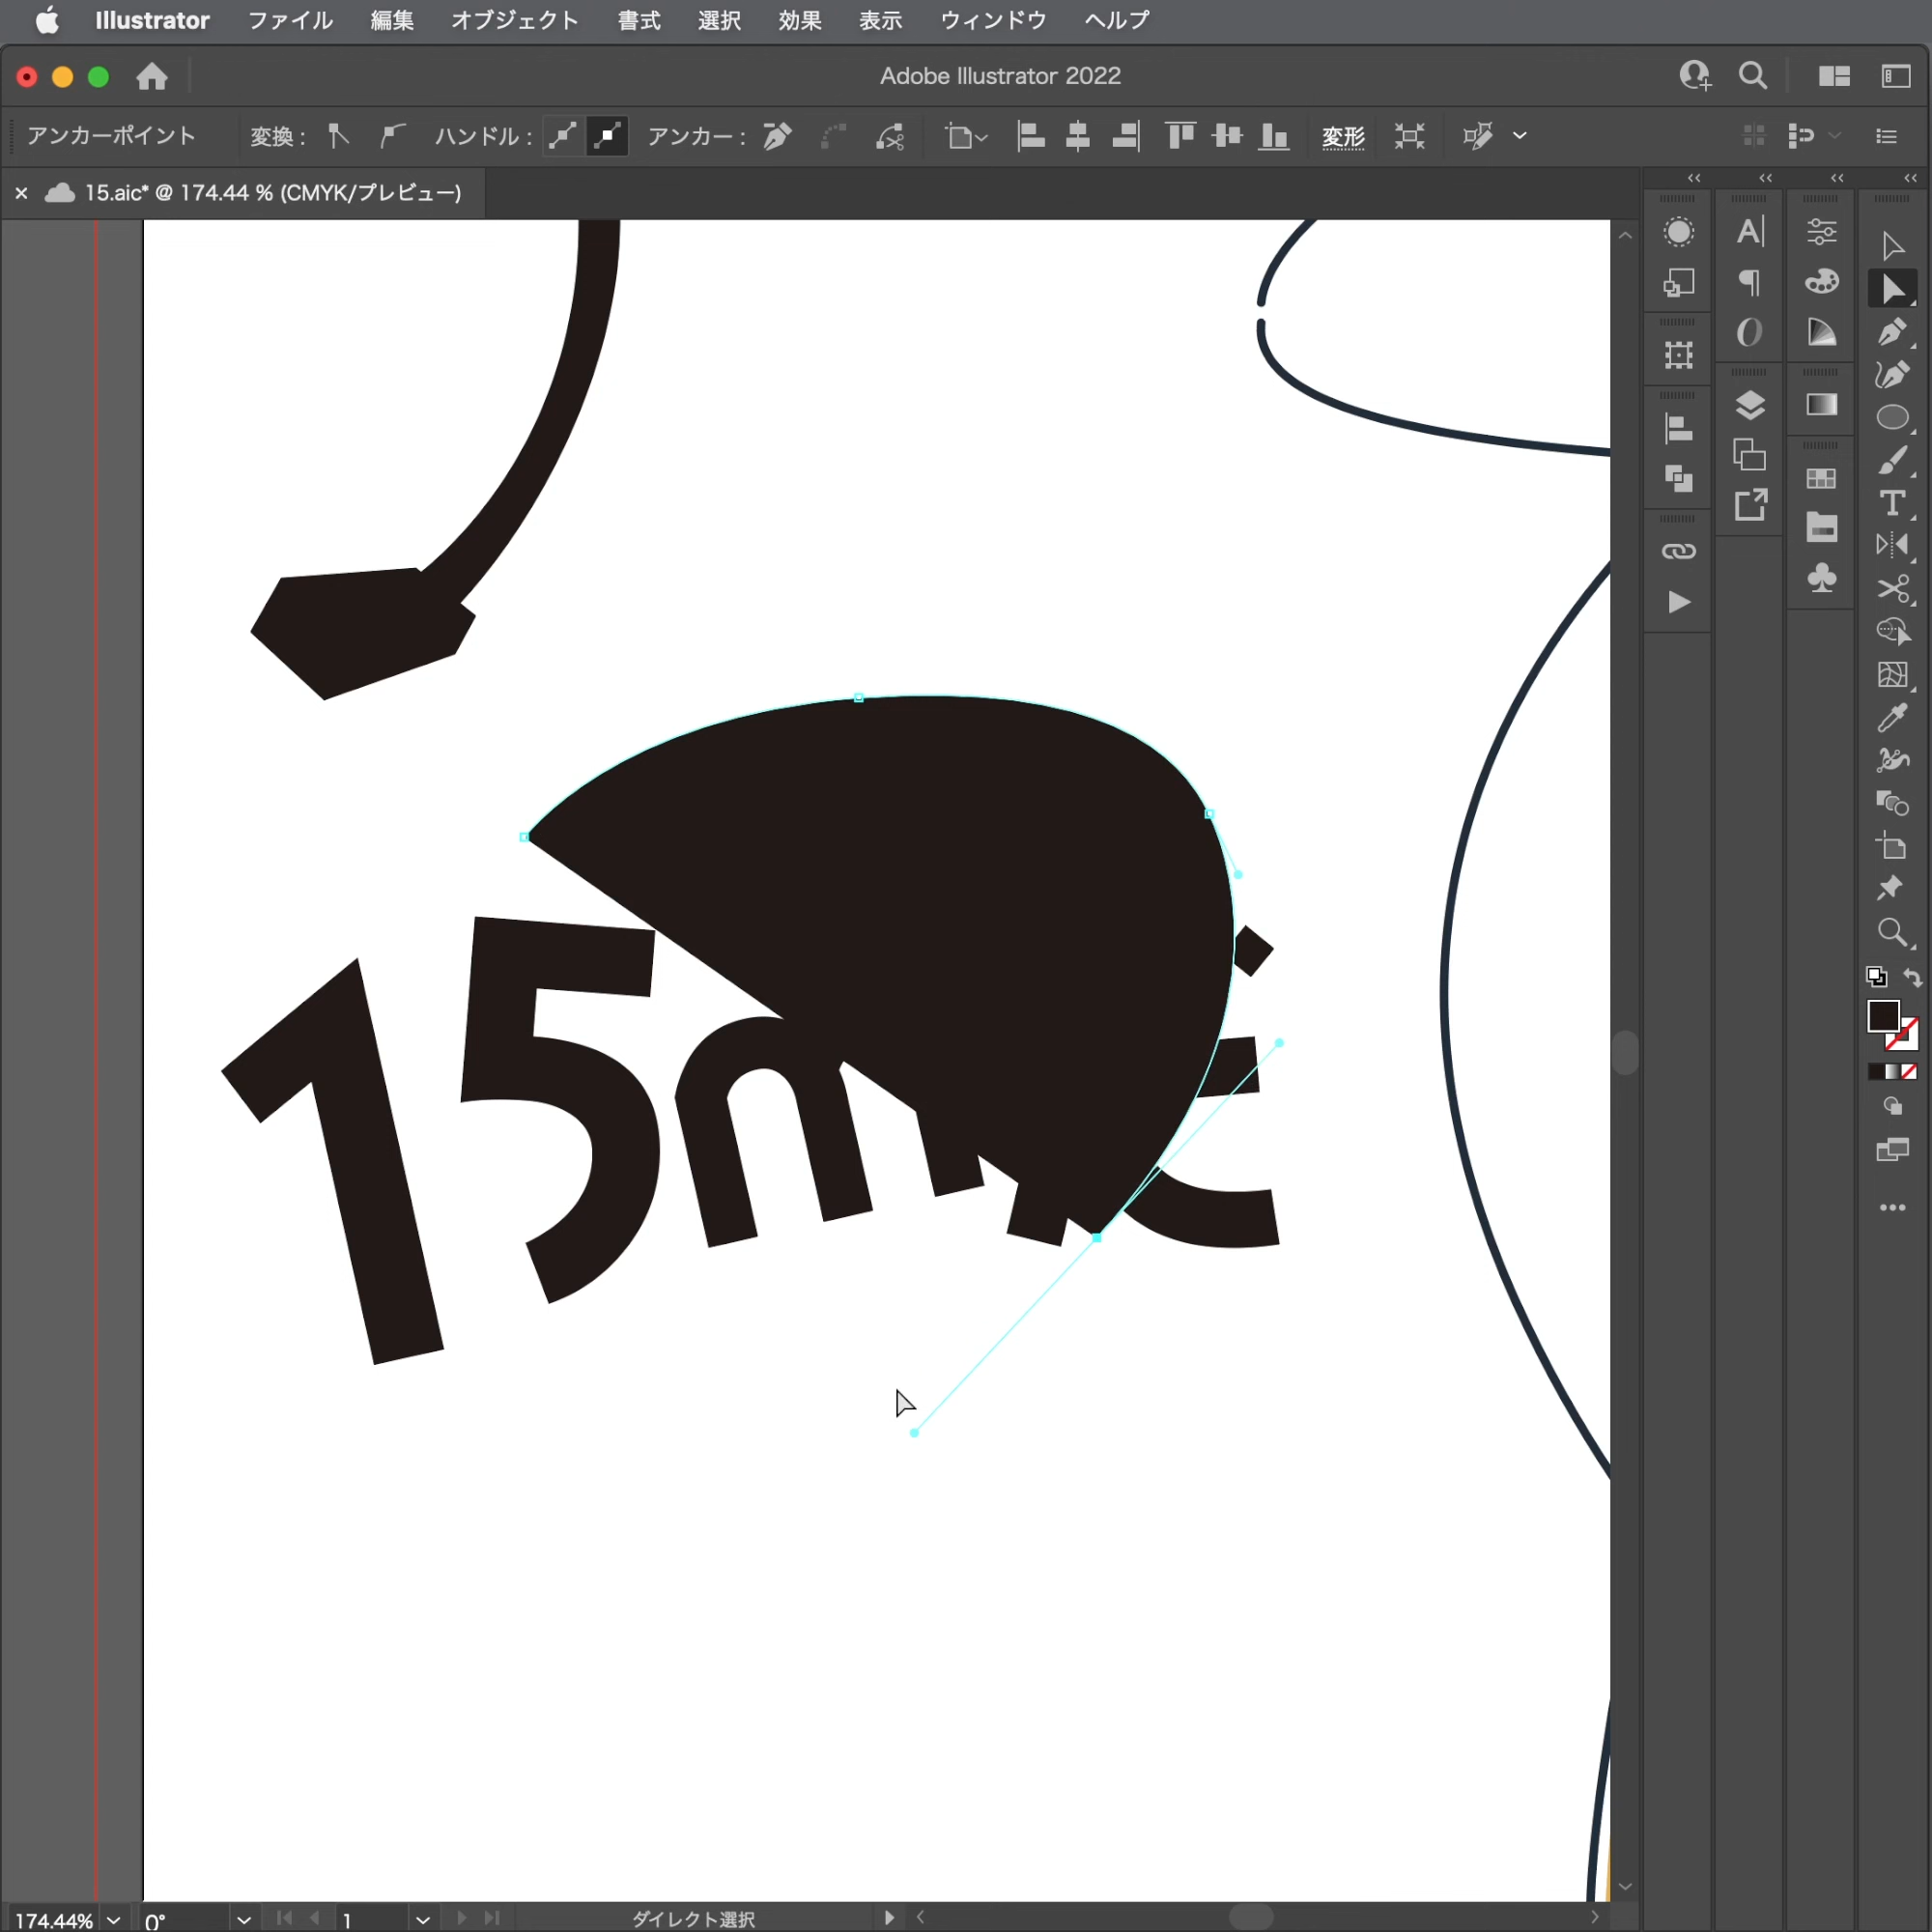 Illustrator ファイル 編集 オブジェクト 書式 選択 効果 表示 ウィンドウ ヘルプ
Adobe Illustrator 2022
アンカーポイント 変換: ハンドル: アンカー: 変形
× 15.aic* @ 174.44 % (CMYK/プレビュー)
15m
174.44% 0° 1 ダイレクト選択